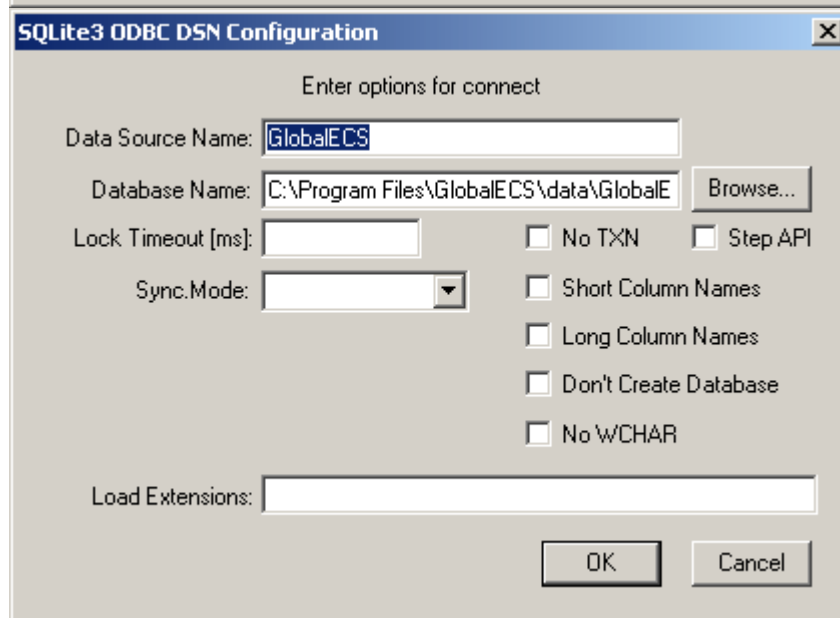 SQLite3 ODBC DSN Configuration
Enter options for connect
Data Source Name: GlobalECS
Database Name: C:\Program Files\GlobalECS\data\GlobalE Browse...
Lock Timeout [ms]: No TXN Step API
Sync.Mode: Short Column Names
Long Column Names
Don't Create Database
No WCHAR
Load Extensions:
OK Cancel